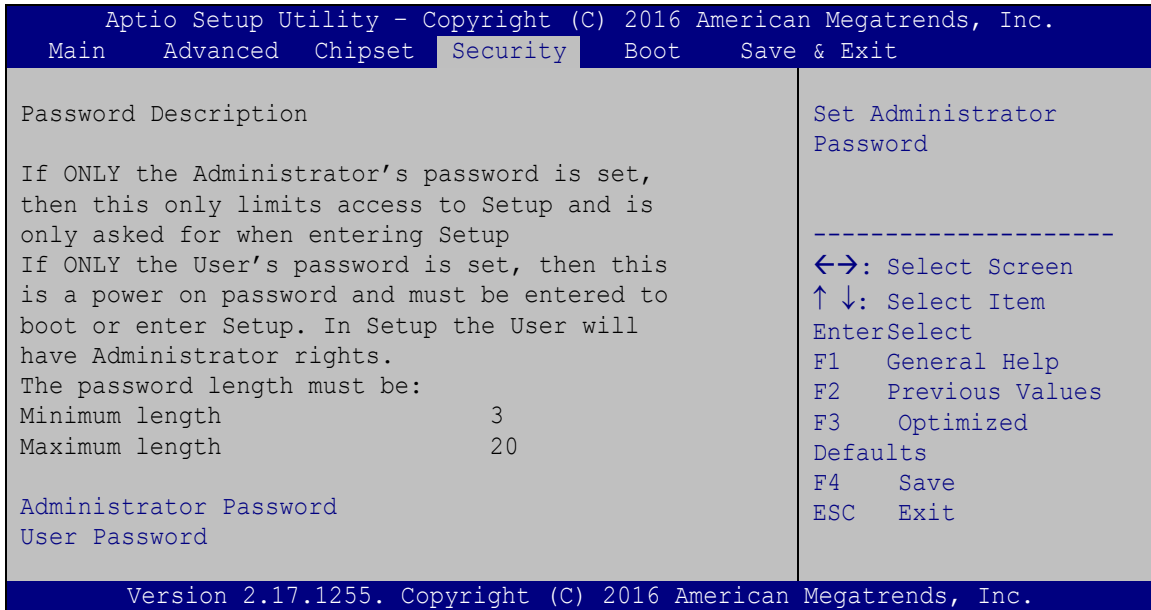 Aptio Setup Utility – Copyright (C) 2016 American Megatrends, Inc.
Main Advanced Chipset Security Boot Save & Exit
Password Description
If ONLY the Administrator’s password is set,
then this only limits access to Setup and is
only asked for when entering Setup
If ONLY the User’s password is set, then this
is a power on password and must be entered to
boot or enter Setup. In Setup the User will
have Administrator rights.
The password length must be:
Minimum length 3
Maximum length 20
Administrator Password
User Password
Set Administrator
Password
---------------------
←→: Select Screen
↑ ↓: Select Item
EnterSelect
F1 General Help
F2 Previous Values
F3 Optimized
Defaults
F4 Save
ESC Exit
Version 2.17.1255. Copyright (C) 2016 American Megatrends, Inc.